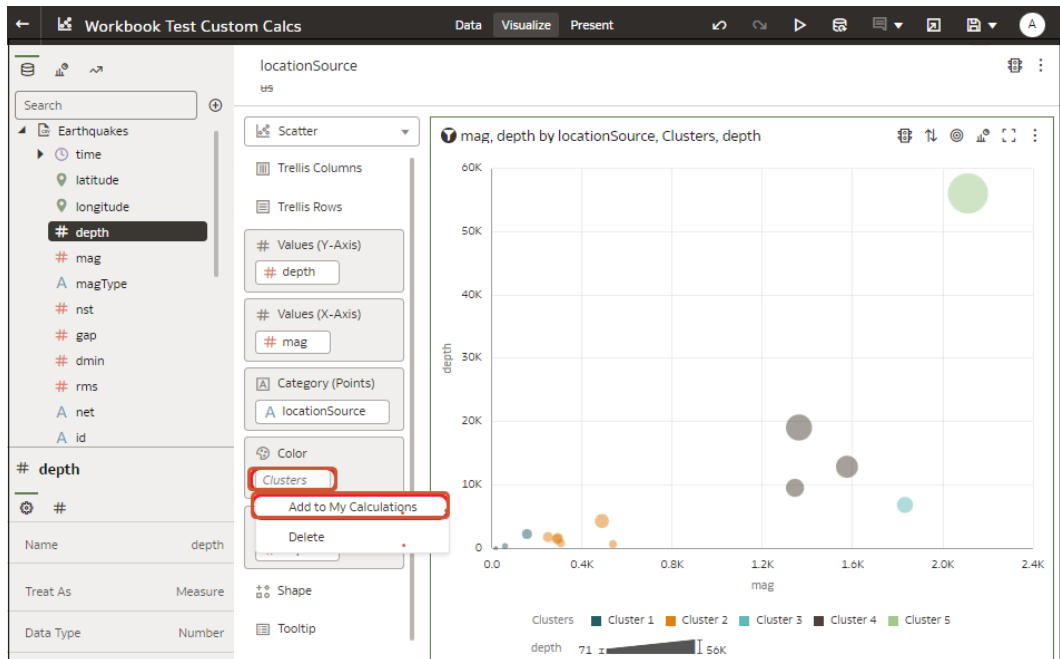 Workbook Test Custom Calcs
Data Visualize Present
A
Search
Earthquakes
time
latitude
longitude
# depth
# mag
A magType
# nst
# gap
# dmin
# rms
A net
A id
# depth
#
Name depth
Treat As Measure
Data Type Number
locationSource
us
Scatter
Trellis Columns
Trellis Rows
# Values (Y-Axis)
# depth
# Values (X-Axis)
# mag
A Category (Points)
A locationSource
Color
Clusters
Add to My Calculations
Delete
Shape
Tooltip
T mag, depth by locationSource, Clusters, depth
60K
50K
40K
30K
20K
10K
0
depth
0.0 0.4K 0.8K 1.2K 1.6K 2.0K 2.4K
mag
Clusters Cluster 1 Cluster 2 Cluster 3 Cluster 4 Cluster 5
depth 71 56K